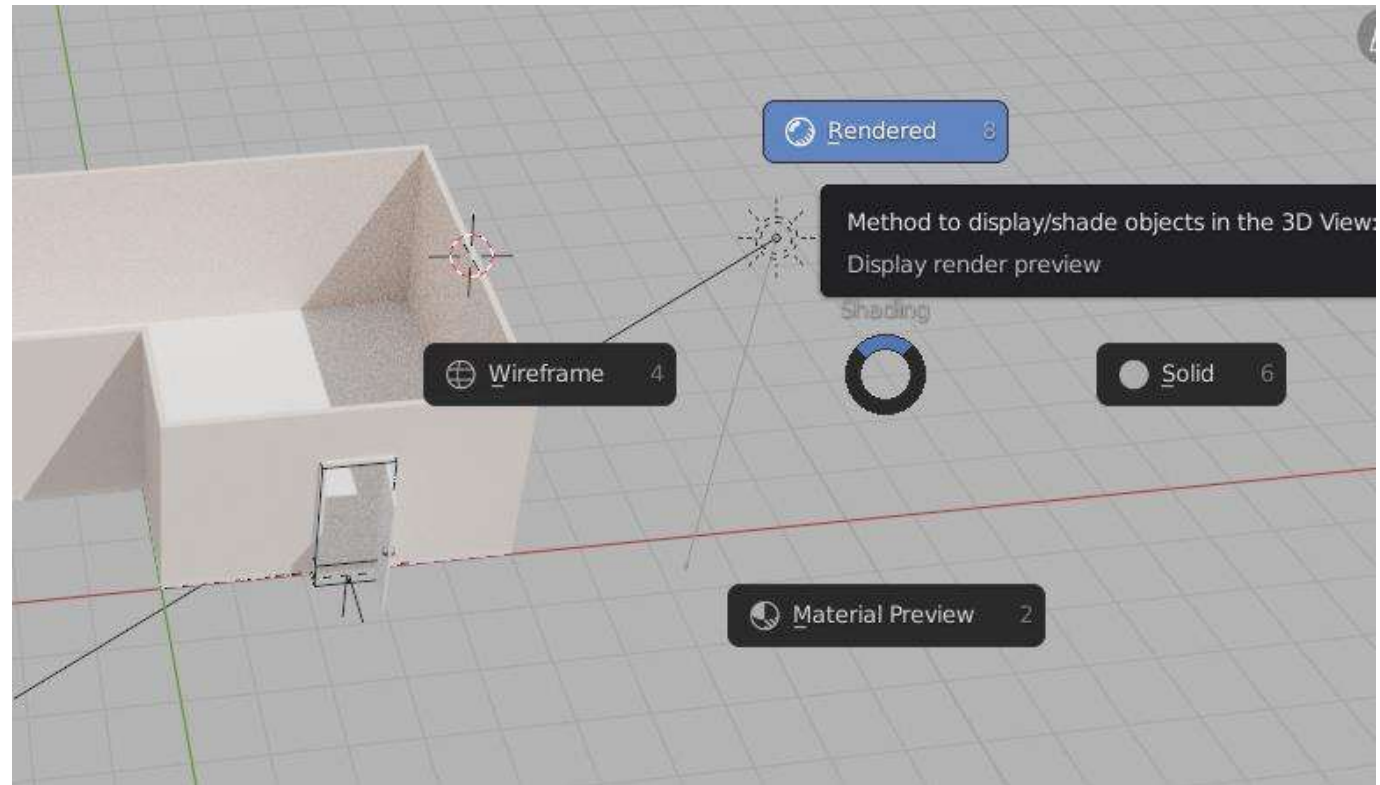 Rendered 8
Method to display/shade objects in the 3D View:
Display render preview
Shading
Wireframe 4
Solid 6
Material Preview 2